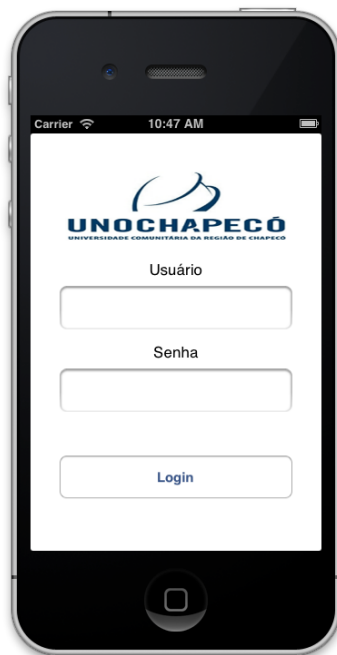 Carrier 10:47 AM
UNOCHAPECÓ
UNIVERSIDADE COMUNITÁRIA DA REGIÃO DE CHAPECÓ
Usuário
Senha
Login